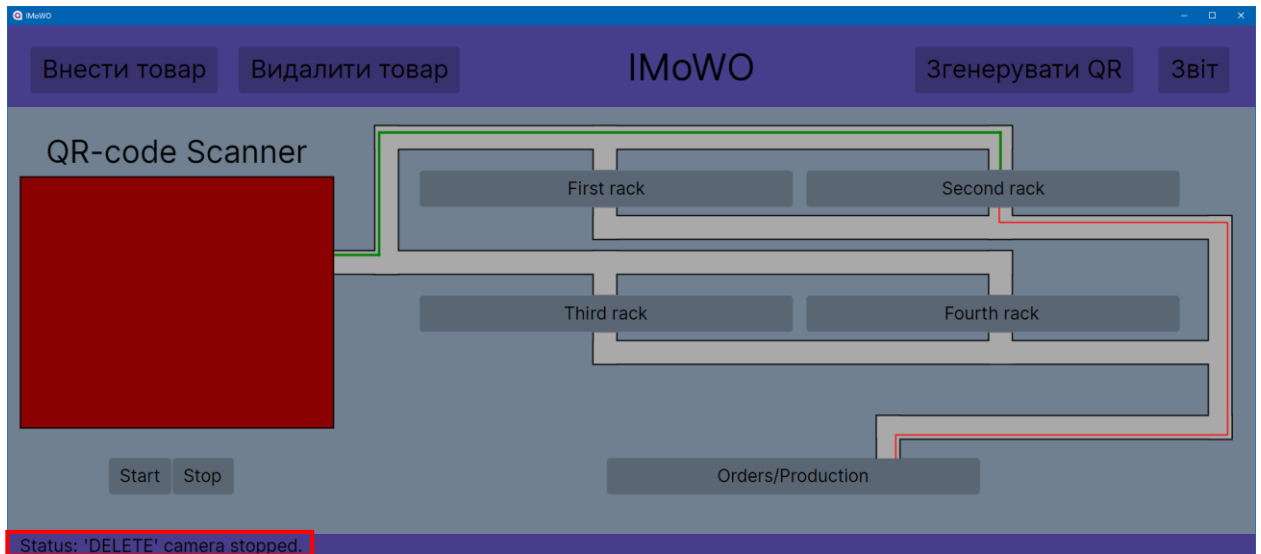 IMoWO
Внести товар
Видалити товар
IMoWO
Згенерувати QR
Звіт
QR-code Scanner
First rack
Second rack
Third rack
Fourth rack
Start
Stop
Orders/Production
Status: 'DELETE' camera stopped.